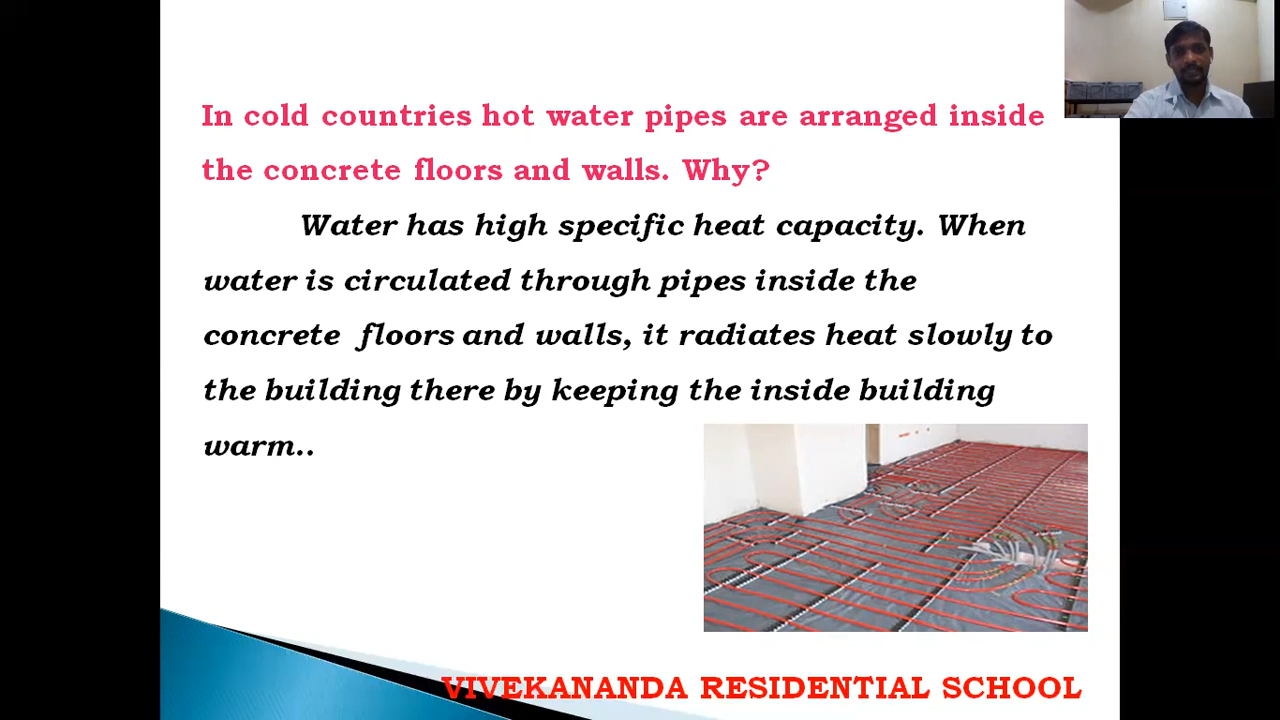 In cold countries hot water pipes are arranged inside
the concrete floors and walls. Why?
Water has high specific heat capacity. When
water is circulated through pipes inside the
concrete floors and walls, it radiates heat slowly to
the building there by keeping the inside building
warm..
VIVEKANANDA RESIDENTIAL SCHOOL